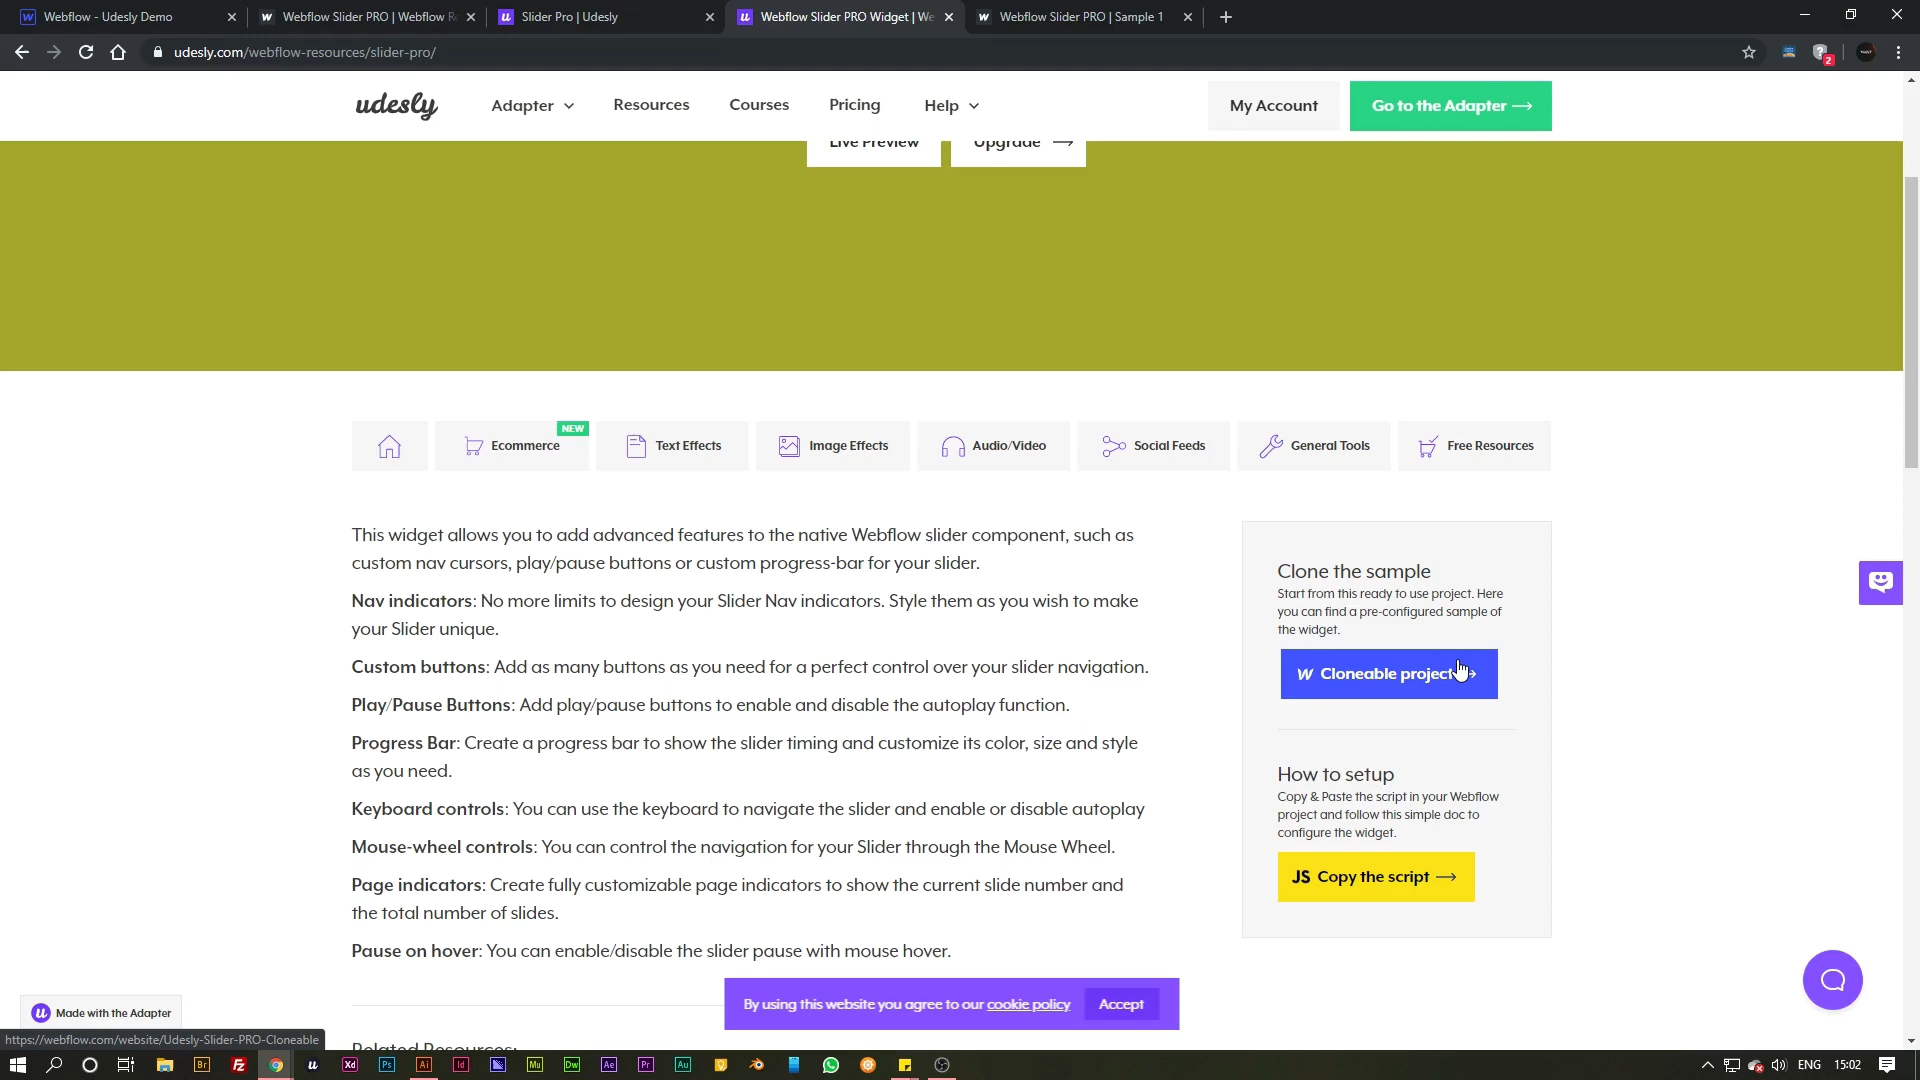 Webflow - Udesly Demo
Webflow Slider PRO | Webflow Re
Slider Pro | Udesly
Webflow Slider PRO Widget | We
Webflow Slider PRO | Sample 1
udesly.com/webflow-resources/slider-pro/
2
udesly
Adapter
Resources
Courses
Pricing
Help
My Account
Go to the Adapter
Live Preview
Upgrade
NEW
Ecommerce
Text Effects
Image Effects
Audio/Video
Social Feeds
General Tools
Free Resources
This widget allows you to add advanced features to the native Webflow slider component, such as
custom nav cursors, play/pause buttons or custom progress-bar for your slider.
Nav indicators: No more limits to design your Slider Nav indicators. Style them as you wish to make
your Slider unique.
Custom buttons: Add as many buttons as you need for a perfect control over your slider navigation.
Play/Pause Buttons: Add play/pause buttons to enable and disable the autoplay function.
Progress Bar: Create a progress bar to show the slider timing and customize its color, size and style
as you need.
Keyboard controls: You can use the keyboard to navigate the slider and enable or disable autoplay
Mouse-wheel controls: You can control the navigation for your Slider through the Mouse Wheel.
Page indicators: Create fully customizable page indicators to show the current slide number and
the total number of slides.
Pause on hover: You can enable/disable the slider pause with mouse hover.
Clone the sample
Start from this ready to use project. Here
you can find a pre-configured sample of
the widget.
W Cloneable project
How to setup
Copy & Paste the script in your Webflow
project and follow this simple doc to
configure the widget.
JS Copy the script
By using this website you agree to our cookie policy
Accept
u Made with the Adapter
https://webflow.com/website/Udesly-Slider-PRO-Cloneable
Related Resources:
Br
Fz
u
Xd
Ps
Ai
Id
Mu
Dw
Ae
Pr
Au
ENG
15:02